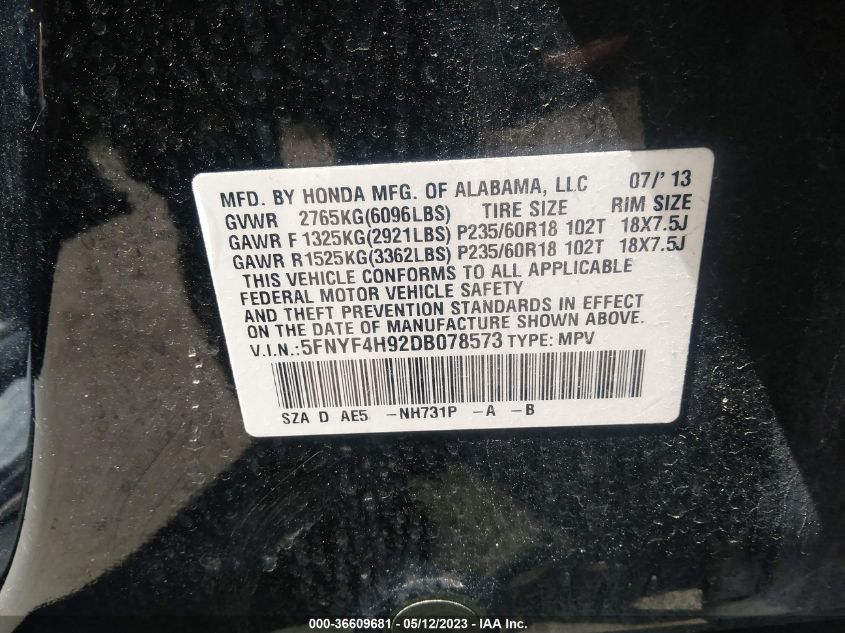 MFD. BY HONDA MFG. OF ALABAMA, LLC 07/' 13
GVWR 2765KG(6096LBS) TIRE SIZE RIM SIZE
GAWR F 1325KG(2921LBS) P235/60R18 102T 18X7.5J
GAWR R1525KG(3362LBS) P235/60R18 102T 18X7.5J
THIS VEHICLE CONFORMS TO ALL APPLICABLE
FEDERAL MOTOR VEHICLE SAFETY
AND THEFT PREVENTION STANDARDS IN EFFECT
ON THE DATE OF MANUFACTURE SHOWN ABOVE.
V.I.N.:5FNYF4H92DB078573 TYPE: MPV
SZA D AE5 -NH731P -A -B
000-36609681 - 05/12/2023 - IAA Inc.